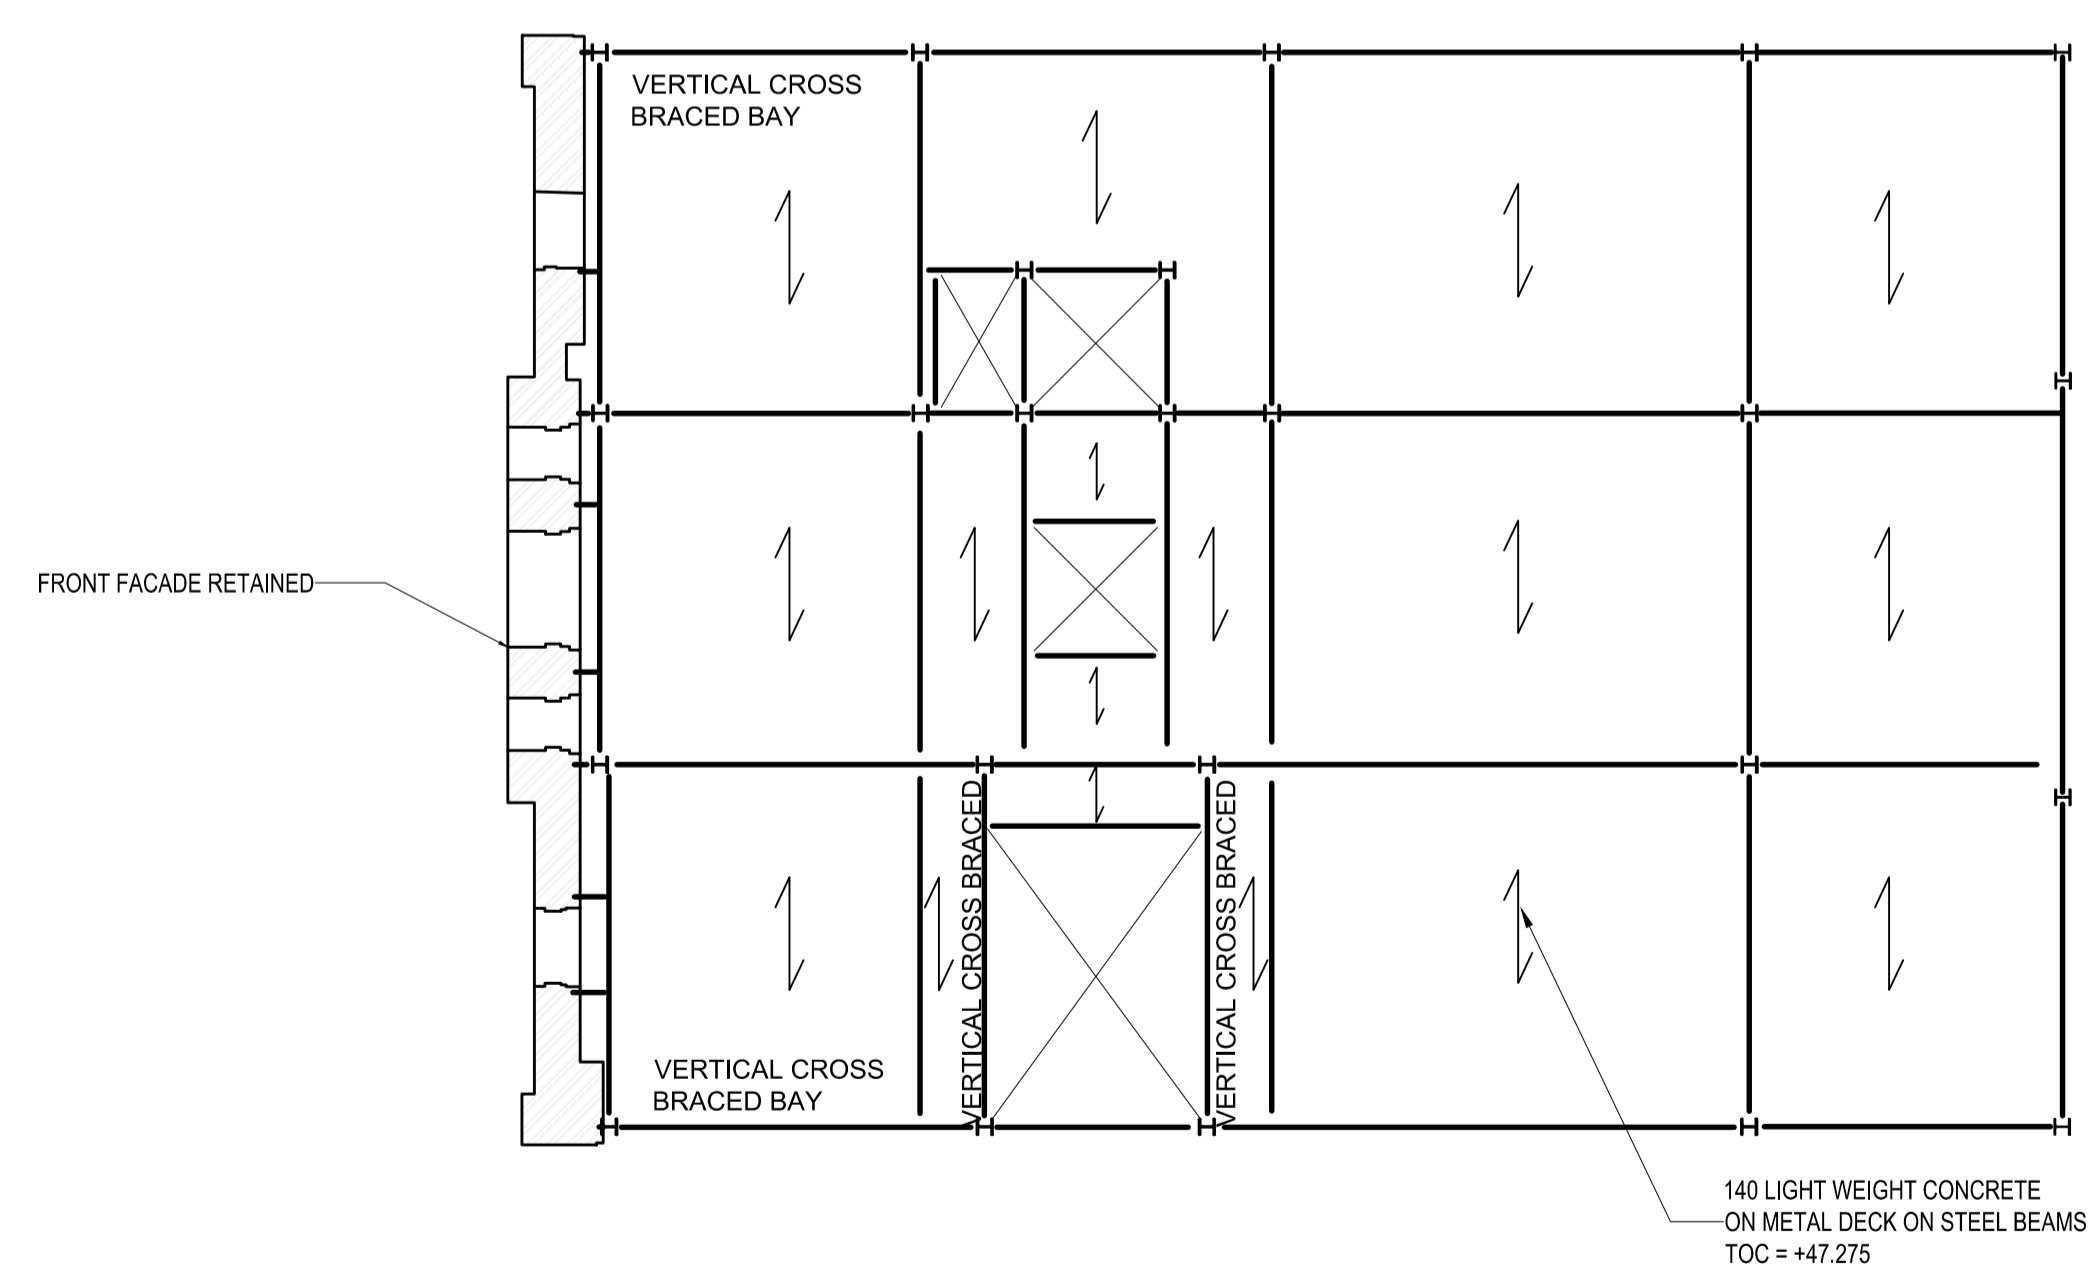 VERTICAL CROSS
BRACED BAY
FRONT FACADE RETAINED
VERTICAL CROSS BRACED
VERTICAL CROSS BRACED
VERTICAL CROSS
BRACED BAY
140 LIGHT WEIGHT CONCRETE
ON METAL DECK ON STEEL BEAMS
TOC = +47.275